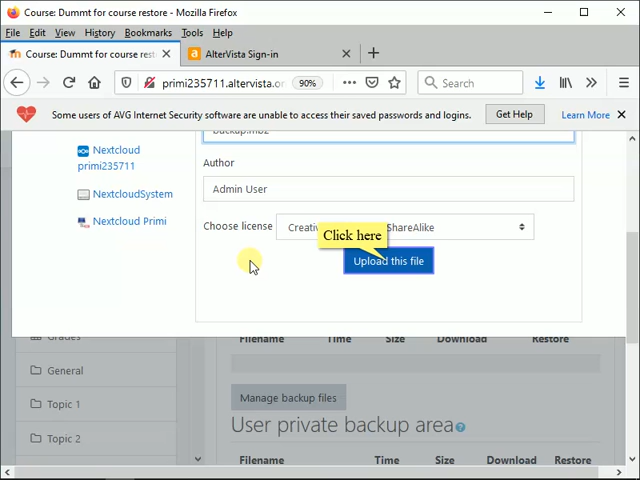 Course: Dummt for course restore - Mozilla Firefox
File Edit View History Bookmarks Tools Help
Course: Dummt for course rest
AlterVista Sign-in
primi235711.altervista.or
90%
Search
Some users of AVG Internet Security software are unable to access their saved passwords and logins.
Get Help
Learn More
backup.mbz
Nextcloud
primi235711
NextcloudSystem
Nextcloud Primi
Author
Admin User
Choose license
ShareAlike
Click here
Upload this file
Grades
General
Topic 1
Topic 2
Filename Time Size Download Restore
Manage backup files
User private backup area
Filename Time Size Download Restore